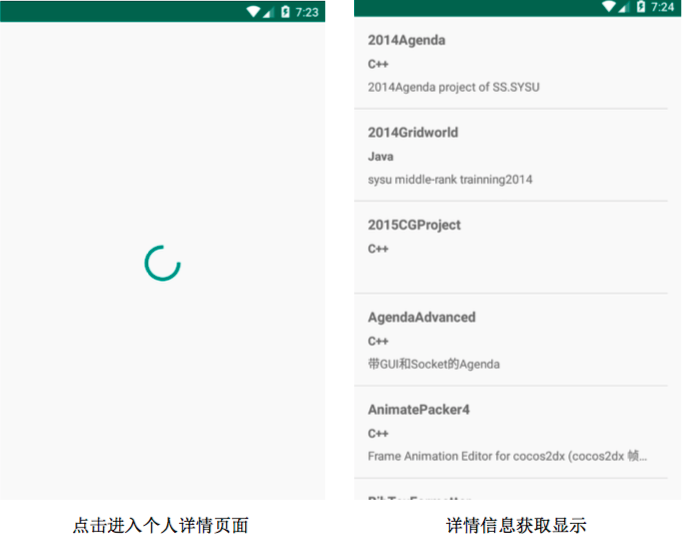 7:23
点击进入个人详情页面
7:24
2014Agenda
C++
2014Agenda project of SS.SYSU
2014Gridworld
Java
sysu middle-rank trainning2014
2015CGProject
C++
AgendaAdvanced
C++
带GUI和Socket的Agenda
AnimatePacker4
C++
Frame Animation Editor for cocos2dx (cocos2dx 帧...
详情信息获取显示